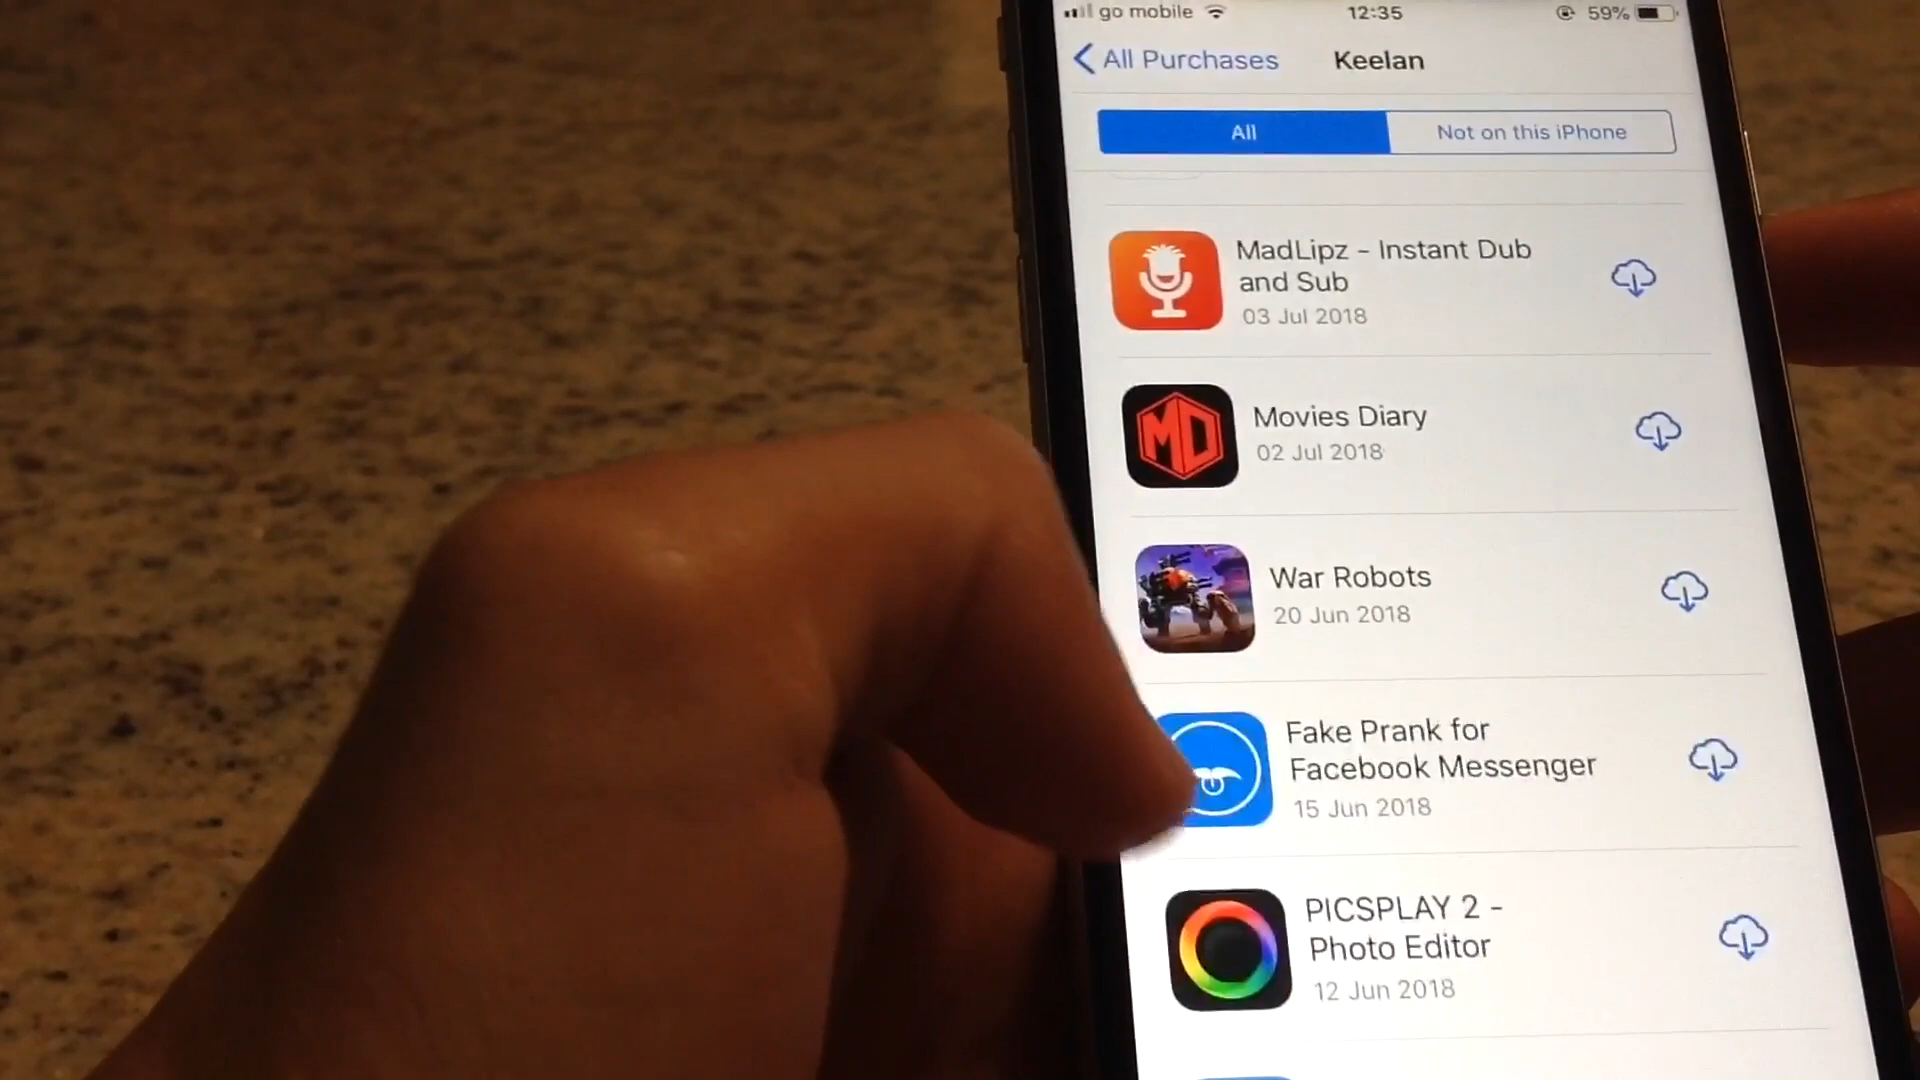 go mobile 12:35 59%
All Purchases Keelan
All Not on this iPhone
MadLipz - Instant Dub
and Sub
03 Jul 2018
MD
Movies Diary
02 Jul 2018
War Robots
20 Jun 2018
Fake Prank for
Facebook Messenger
15 Jun 2018
PICSPLAY 2 -
Photo Editor
12 Jun 2018